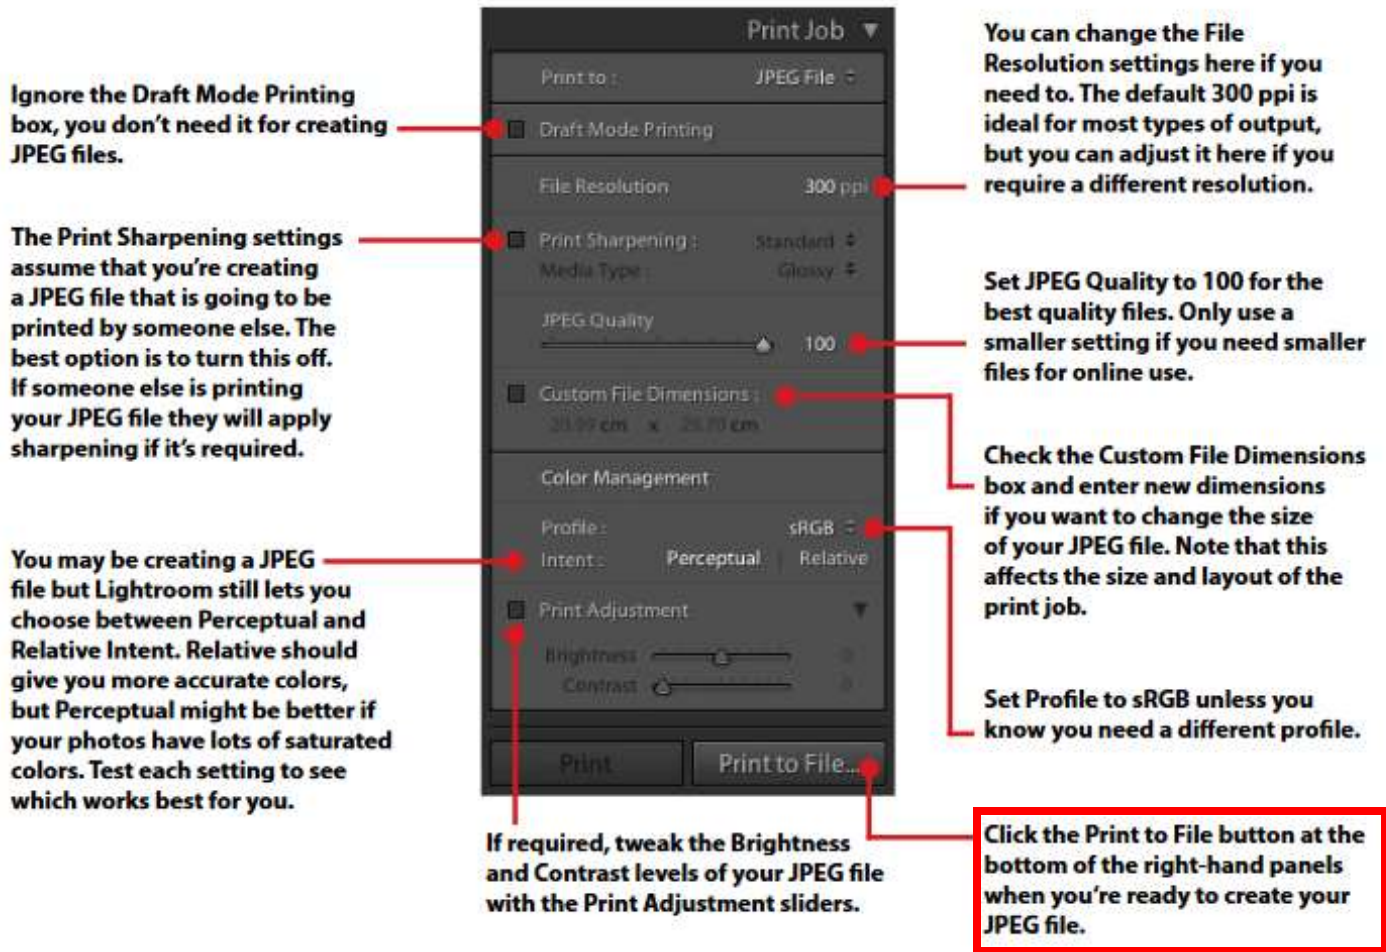 Ignore the Draft Mode Printing
box, you don't need it for creating
JPEG files.
The Print Sharpening settings
assume that you're creating
a JPEG file that is going to be
printed by someone else. The
best option is to turn this off.
If someone else is printing
your JPEG file they will apply
sharpening if it's required.
You may be creating a JPEG
file but Lightroom still lets you
choose between Perceptual and
Relative Intent. Relative should
give you more accurate colors,
but Perceptual might be better if
your photos have lots of saturated
colors. Test each setting to see
which works best for you.
Print Job
Print to : JPEG File
Draft Mode Printing
File Resolution 300 ppi
Print Sharpening : Standard
Media Type : Glossy
JPEG Quality
100
Custom File Dimensions :
cm x cm
Color Management
Profile : sRGB
Intent : Perceptual Relative
Print Adjustment
Brightness 0
Contrast 0
Print Print to File...
If required, tweak the Brightness
and Contrast levels of your JPEG file
with the Print Adjustment sliders.
You can change the File
Resolution settings here if you
need to. The default 300 ppi is
ideal for most types of output,
but you can adjust it here if you
require a different resolution.
Set JPEG Quality to 100 for the
best quality files. Only use a
smaller setting if you need smaller
files for online use.
Check the Custom File Dimensions
box and enter new dimensions
if you want to change the size
of your JPEG file. Note that this
affects the size and layout of the
print job.
Set Profile to sRGB unless you
know you need a different profile.
Click the Print to File button at the
bottom of the right-hand panels
when you're ready to create your
JPEG file.